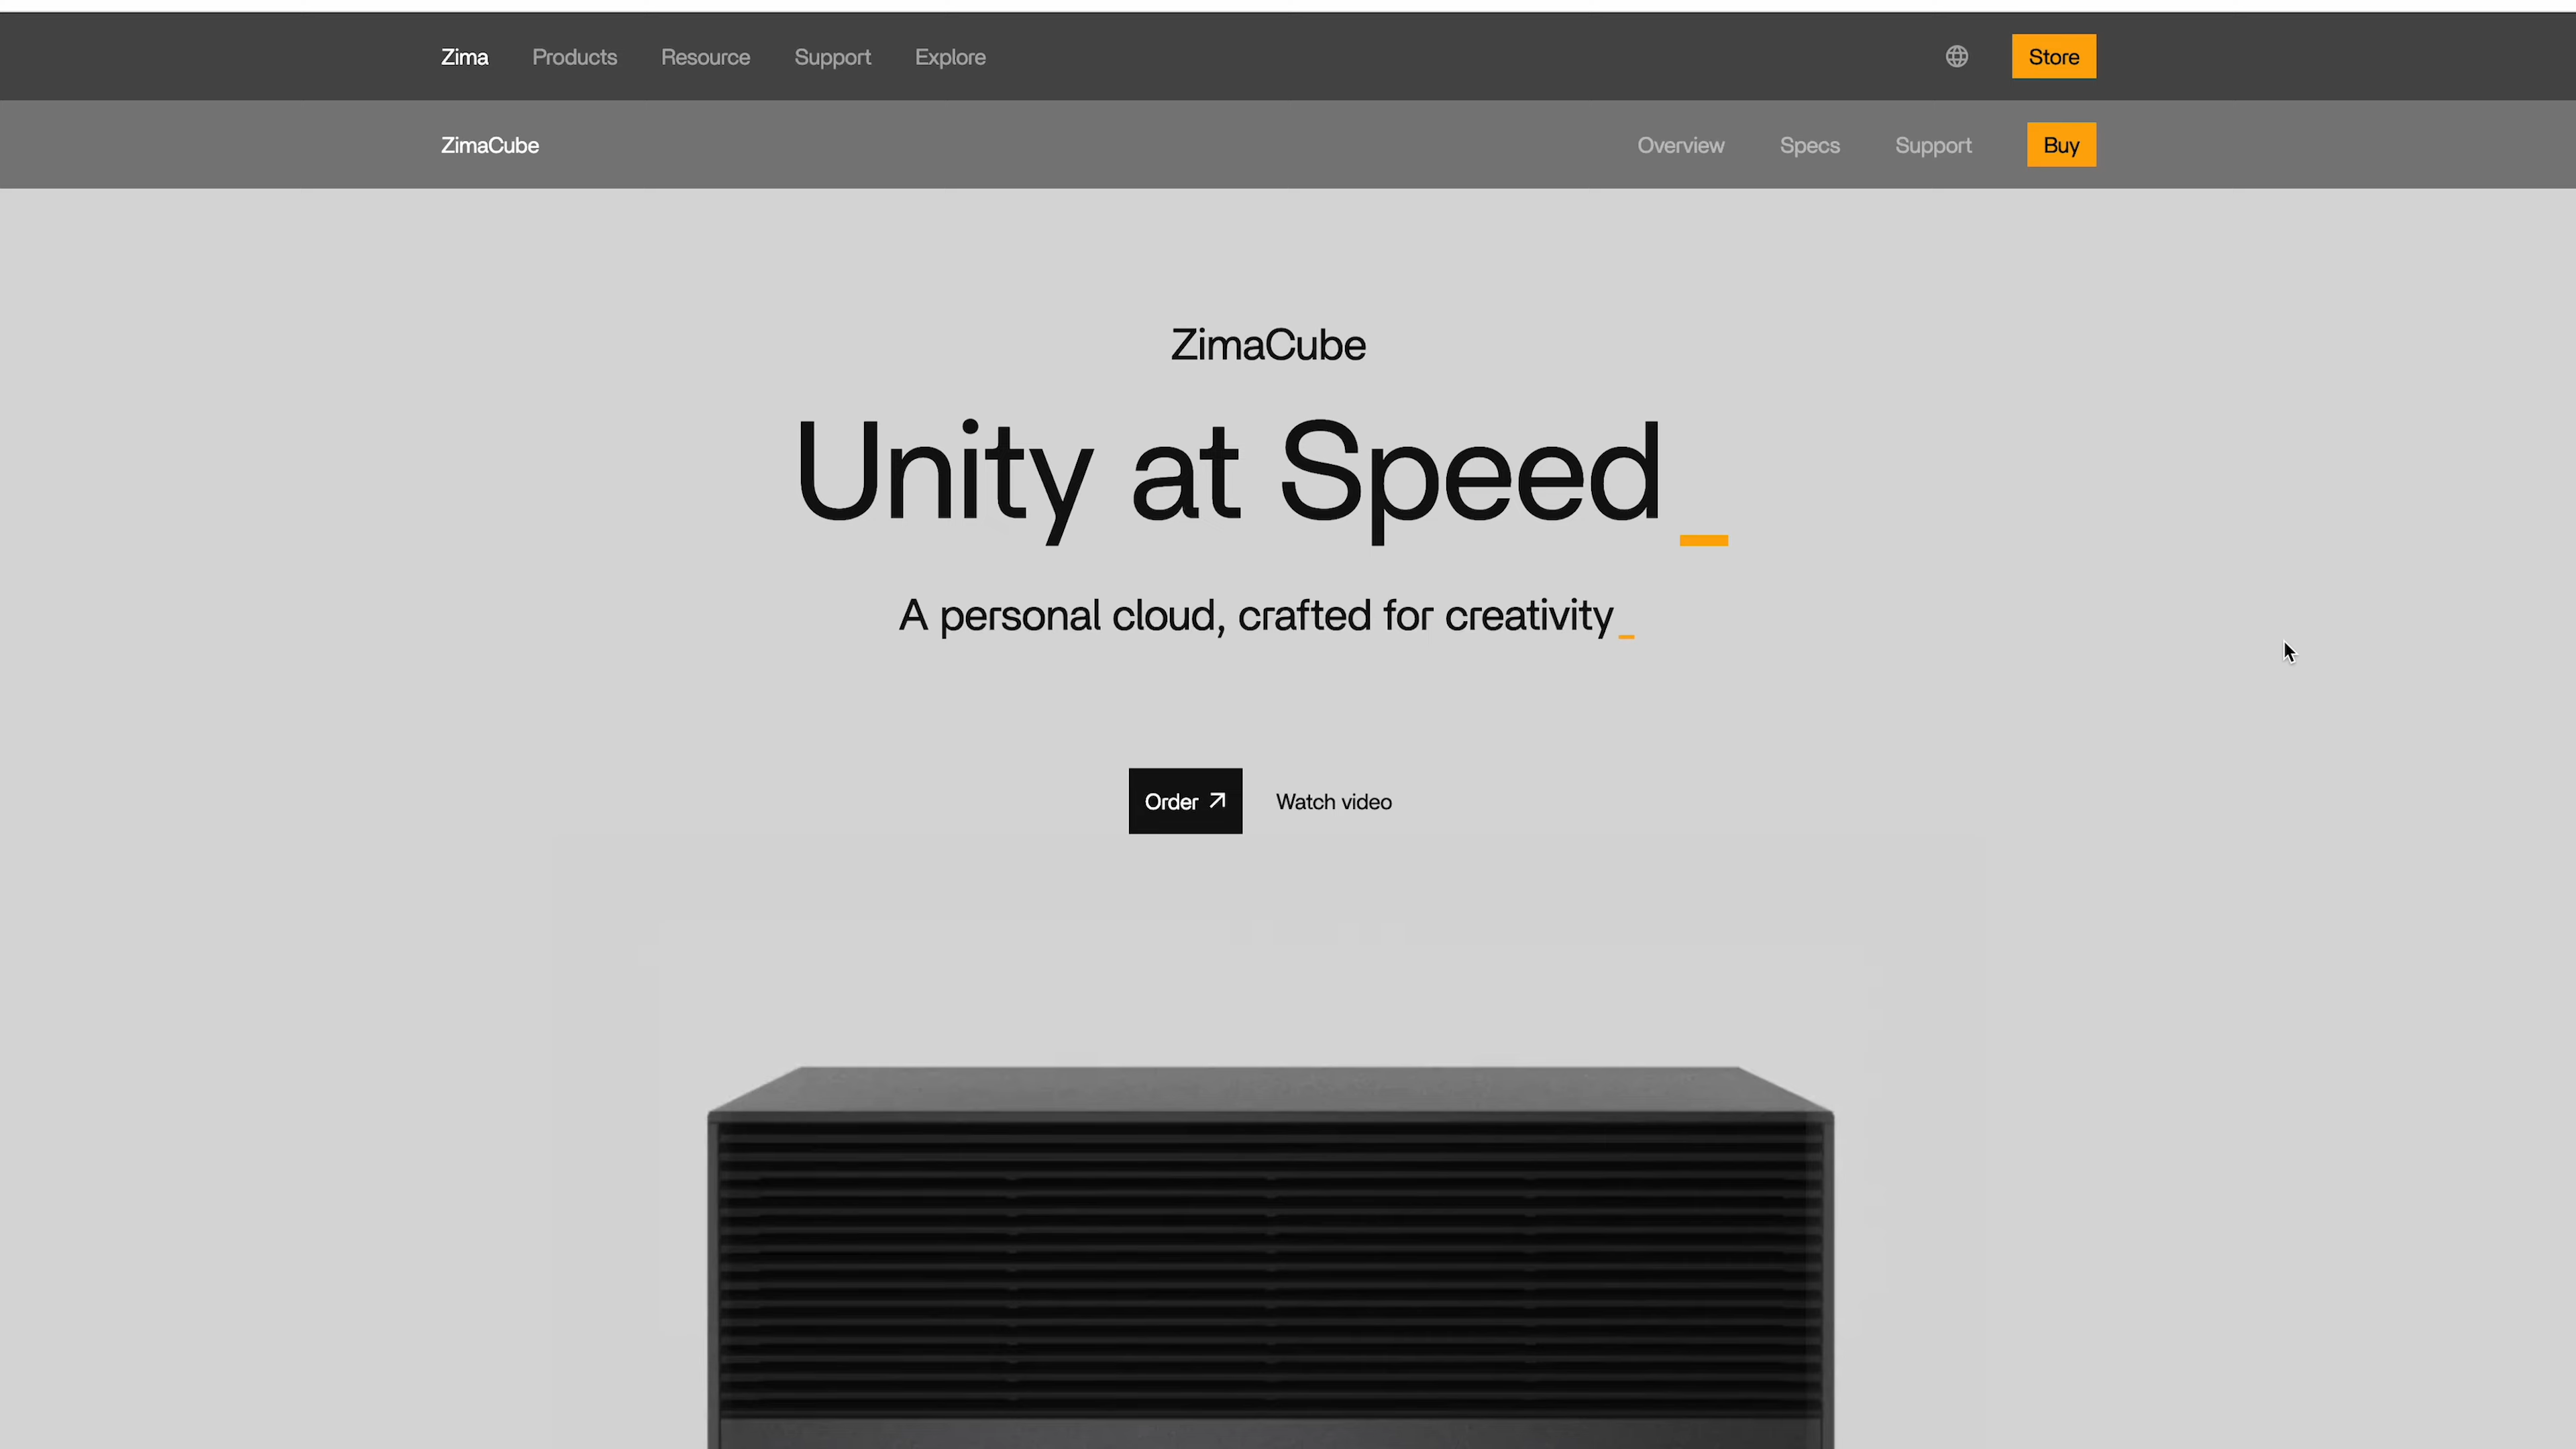 Zima Products Resource Support Explore Store
ZimaCube Overview Specs Support Buy
ZimaCube
Unity at Speed_
A personal cloud, crafted for creativity_
Order Watch video